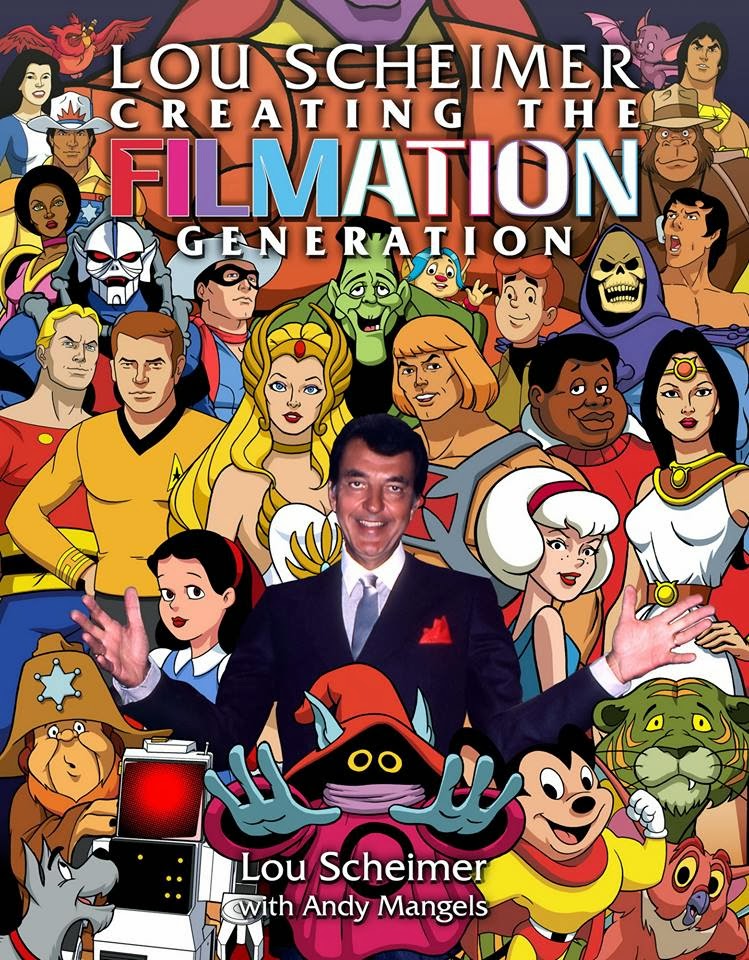 LOU SCHEIMER
CREATING THE
FILMATION
GENERATION
Lou Scheimer
with Andy Mangels